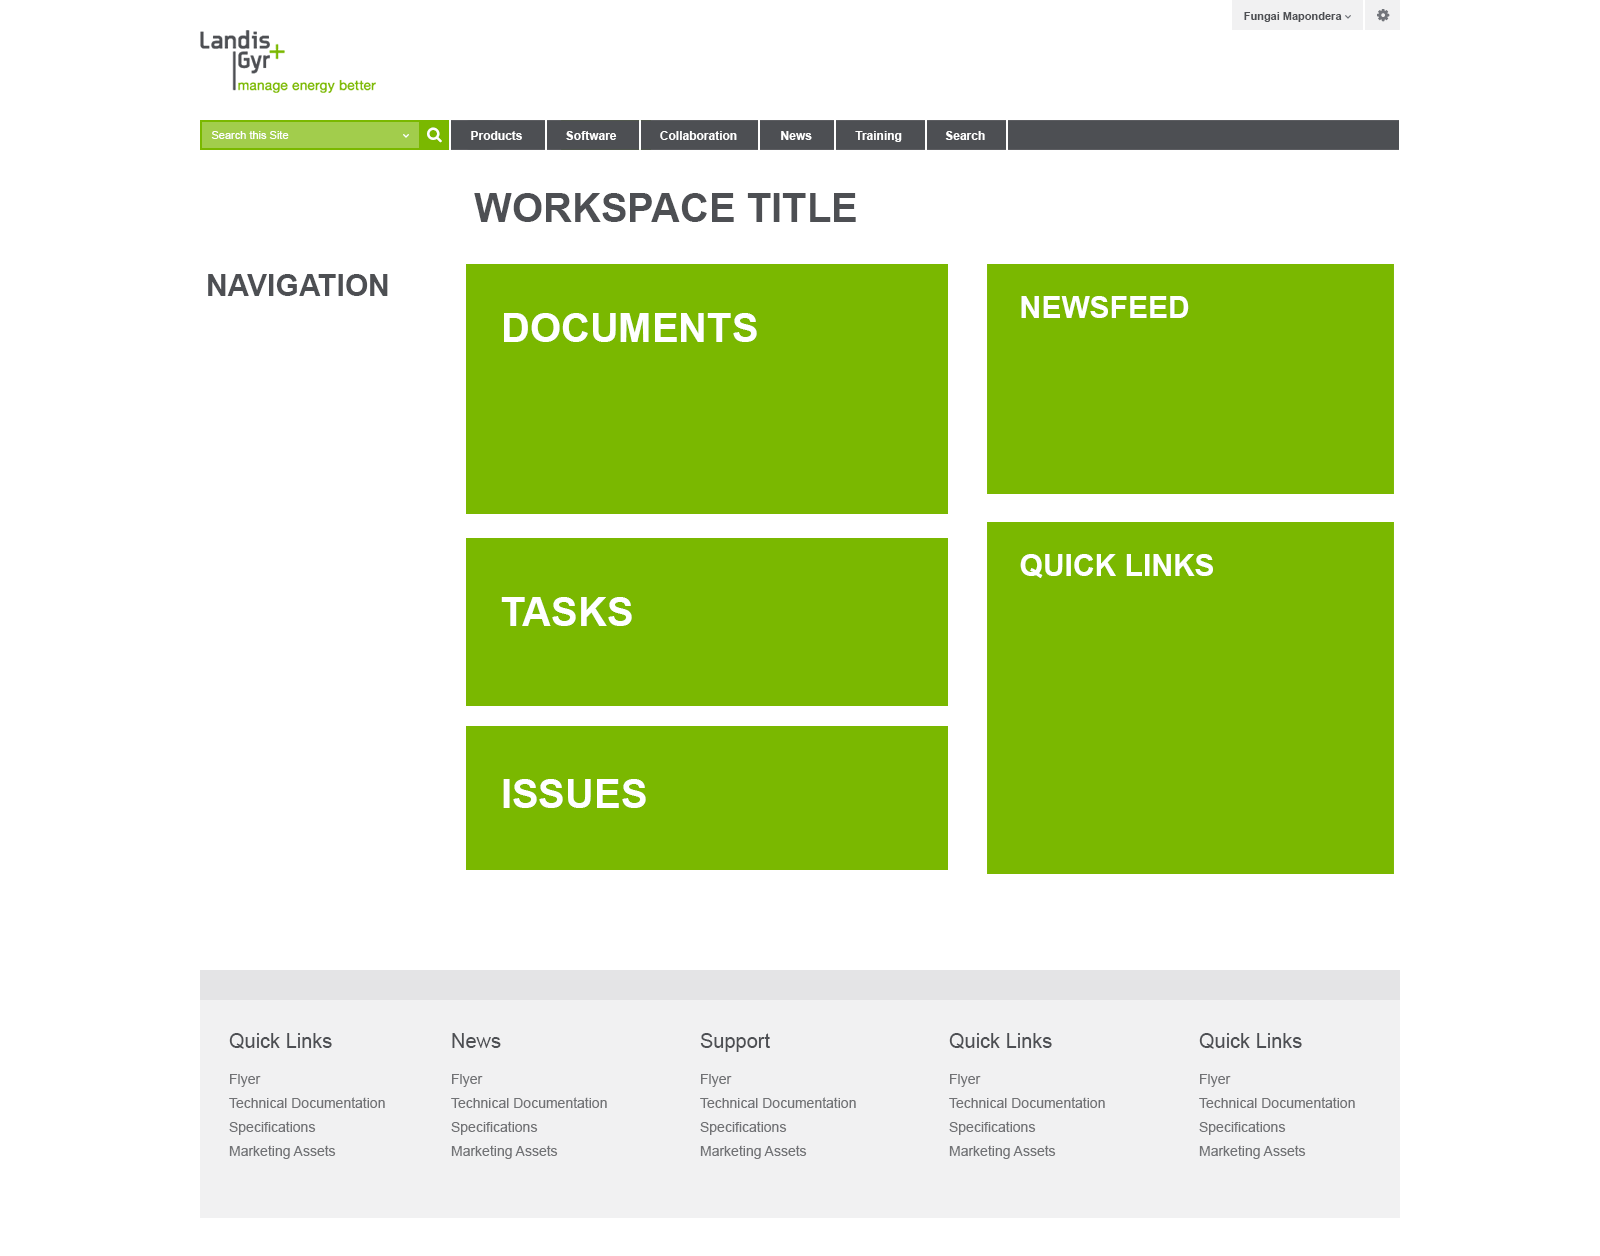 Fungai Mapondera
Landis
Gyr+
manage energy better
Search this Site
Products
Software
Collaboration
News
Training
Search
WORKSPACE TITLE
NAVIGATION
DOCUMENTS
NEWSFEED
TASKS
QUICK LINKS
ISSUES
Quick Links
Flyer
Technical Documentation
Specifications
Marketing Assets
News
Flyer
Technical Documentation
Specifications
Marketing Assets
Support
Flyer
Technical Documentation
Specifications
Marketing Assets
Quick Links
Flyer
Technical Documentation
Specifications
Marketing Assets
Quick Links
Flyer
Technical Documentation
Specifications
Marketing Assets